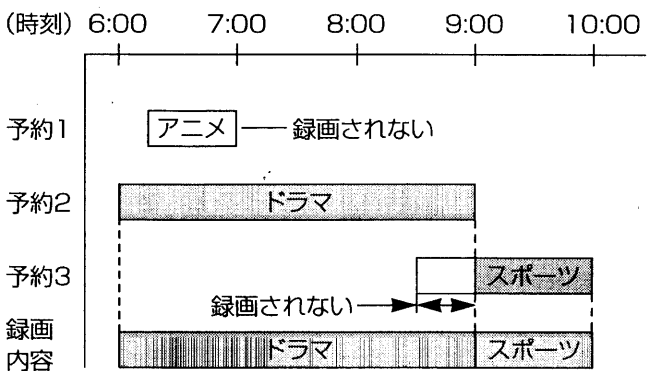 (時刻) 6:00 7:00 8:00 9:00 10:00
予約1 アニメ 録画されない
予約2 ドラマ
予約3 スポーツ
録画されない
録画 ドラマ スポーツ
内容